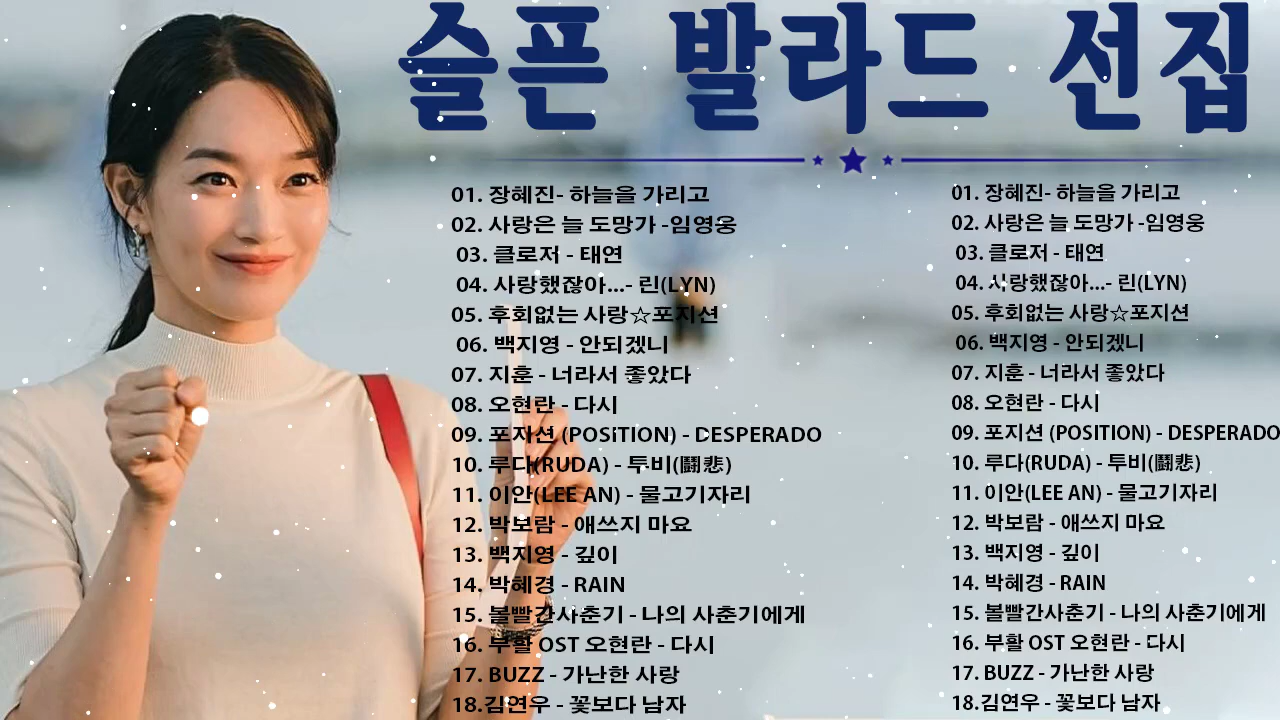 슬픈 발라드 선집
01. 장혜진- 하늘을 가리고
02. 사랑은 늘 도망가 -임영웅
03. 클로저 - 태연
04. 사랑했잖아...- 린(LYN)
05. 후회없는 사랑☆포지션
06. 백지영 - 안되겠니
07. 지훈 - 너라서 좋았다
08. 오현란 - 다시
09. 포지션 (POSiTION) - DESPERADO
10. 루다(RUDA) - 투비(鬪悲)
11. 이안(LEE AN) - 물고기자리
12. 박보람 - 애쓰지 마요
13. 백지영 - 깊이
14. 박혜경 - RAIN
15. 볼빨간사춘기 - 나의 사춘기에게
16. 부활 OST 오현란 - 다시
17. BUZZ - 가난한 사랑
18.김연우 - 꽃보다 남자
01. 장혜진- 하늘을 가리고
02. 사랑은 늘 도망가 -임영웅
03. 클로저 - 태연
04. 사랑했잖아...- 린(LYN)
05. 후회없는 사랑☆포지션
06. 백지영 - 안되겠니
07. 지훈 - 너라서 좋았다
08. 오현란 - 다시
09. 포지션 (POSITION) - DESPERADO
10. 루다(RUDA) - 투비(鬪悲)
11. 이안(LEE AN) - 물고기자리
12. 박보람 - 애쓰지 마요
13. 백지영 - 깊이
14. 박혜경 - RAIN
15. 볼빨간사춘기 - 나의 사춘기에게
16. 부활 OST 오현란 - 다시
17. BUZZ - 가난한 사랑
18.김연우 - 꽃보다 남자